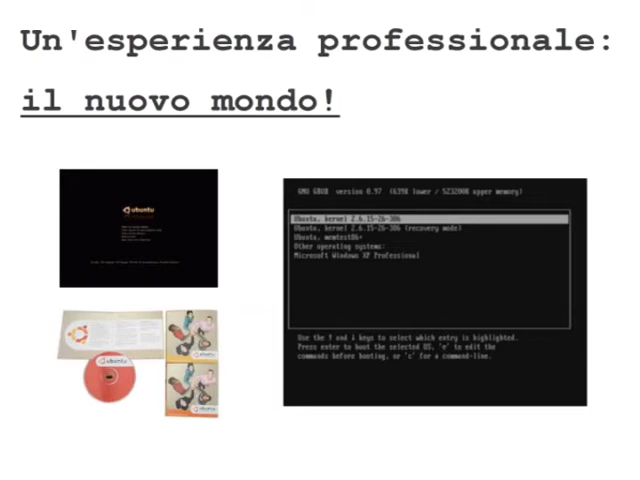 Un'esperienza professionale:
il nuovo mondo!
ubuntu
GNU GRUB version 0.97 (639K lower / 523200K upper memory)
Ubuntu, kernel 2.6.15-26-386
Ubuntu, kernel 2.6.15-26-386 (recovery mode)
Ubuntu, memtest86+
Other operating systems:
Microsoft Windows XP Professional
Use the ↑ and ↓ keys to select which entry is highlighted.
Press enter to boot the selected OS, 'e' to edit the
commands before booting, or 'c' for a command-line.
ubuntu
ubuntu
ubuntu